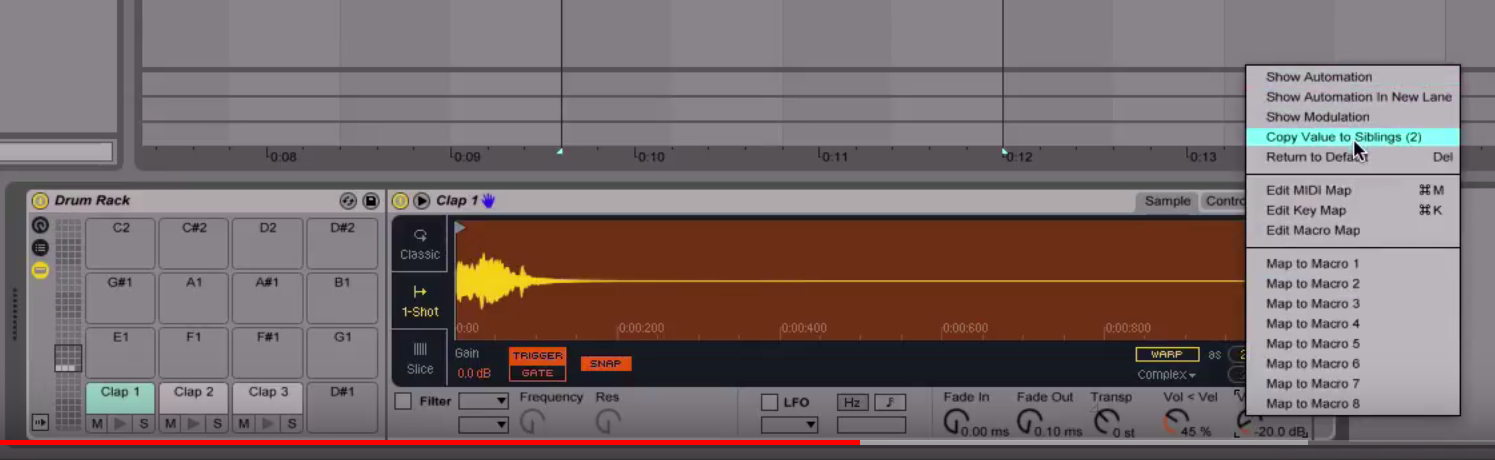 0:08 0:09 0:10 0:11 0:12 0:13
Show Automation
Show Automation In New Lane
Show Modulation
Copy Value to Siblings (2)
Return to Default Del
Edit MIDI Map ⌘M
Edit Key Map ⌘K
Edit Macro Map
Map to Macro 1
Map to Macro 2
Map to Macro 3
Map to Macro 4
Map to Macro 5
Map to Macro 6
Map to Macro 7
Map to Macro 8
Drum Rack
C2 C#2 D2 D#2
G#1 A1 A#1 B1
E1 F1 F#1 G1
Clap 1 Clap 2 Clap 3 D#1
M S M S M S
Clap 1
Sample Contro
Classic
1-Shot
Slice
0:00 0:00:200 0:00:400 0:00:600 0:00:800
Gain TRIGGER SNAP WARP as 2
0.0 dB GATE Complex
Filter Frequency Res LFO Hz Fade In Fade Out Transp Vol < Vel V
0.00 ms 0.10 ms 0 st 45 % -20.0 dB